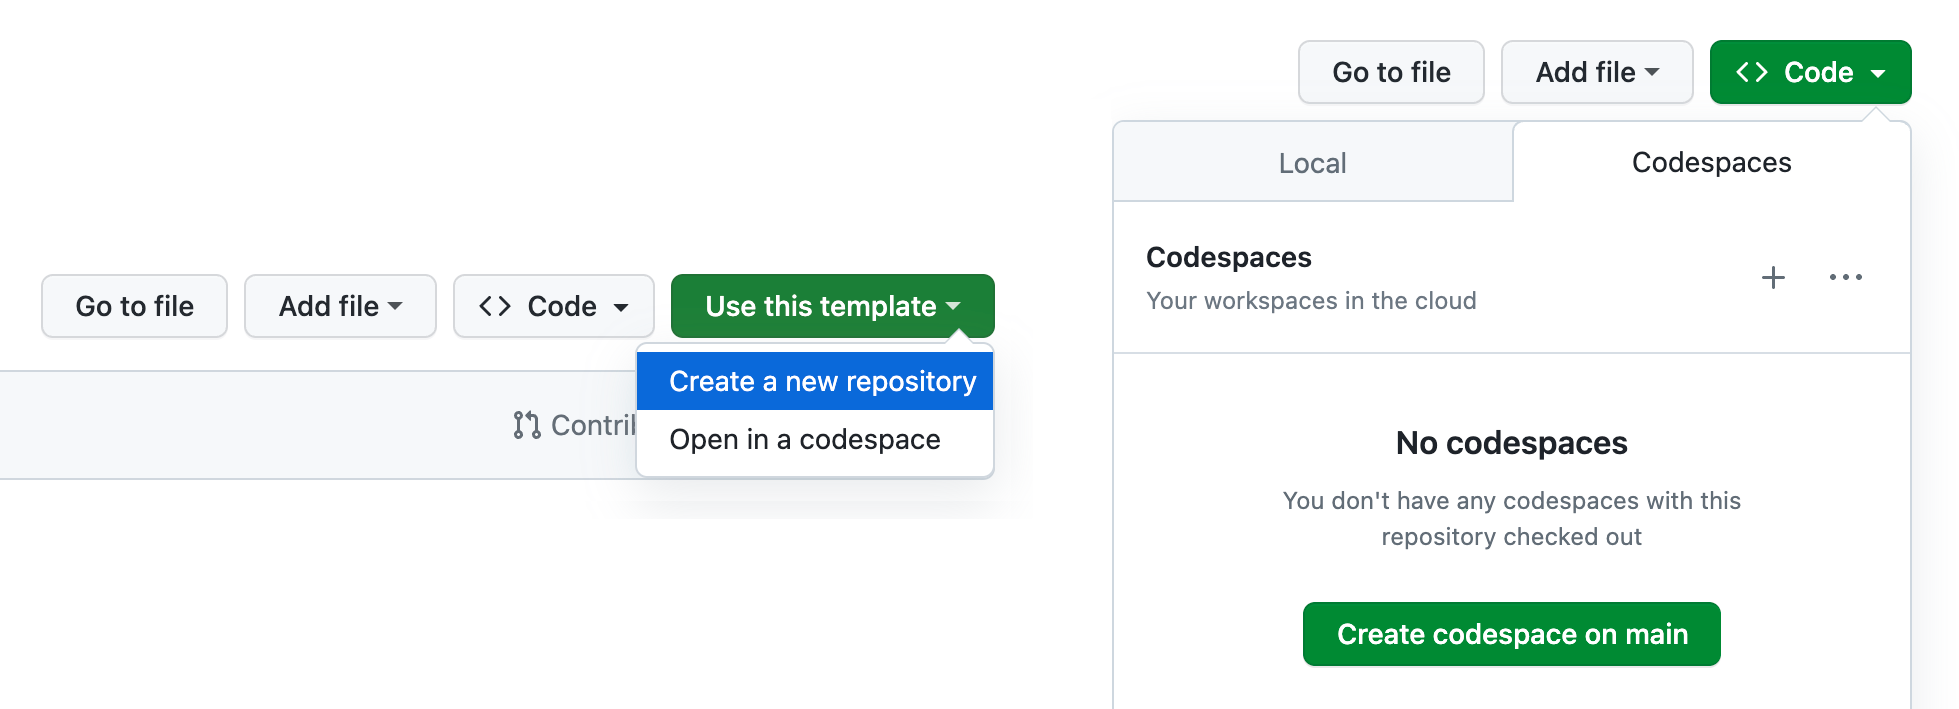 Go to file
Add file
Code
Use this template
Create a new repository
Open in a codespace
Go to file
Add file
Code
Local
Codespaces
Codespaces
Your workspaces in the cloud
No codespaces
You don't have any codespaces with this
repository checked out
Create codespace on main